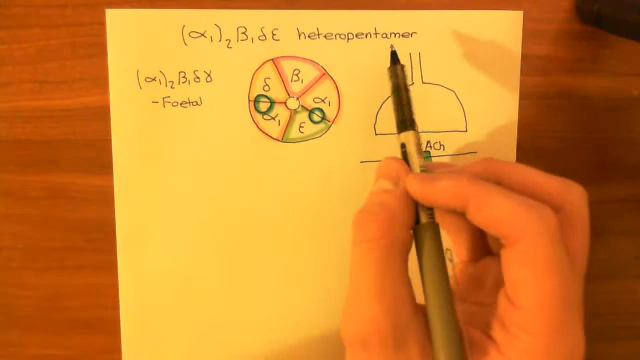 (α₁)₂ β₁ δ ε heteropentamer
(α₁)₂ β₁ δ γ
- Foetal
β₁
δ
α₁
α₁
ε
ACh